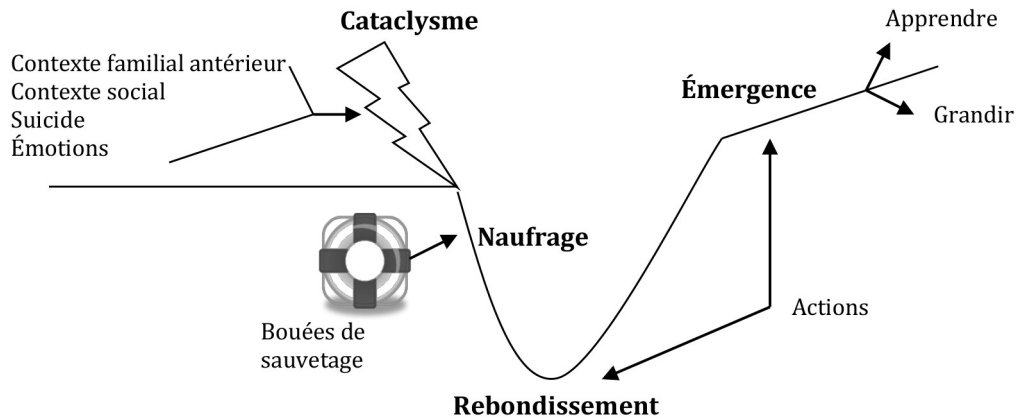 Cataclysme
Contexte familial antérieur
Contexte social
Suicide
Émotions
Naufrage
Bouées de
sauvetage
Rebondissement
Actions
Émergence
Apprendre
Grandir